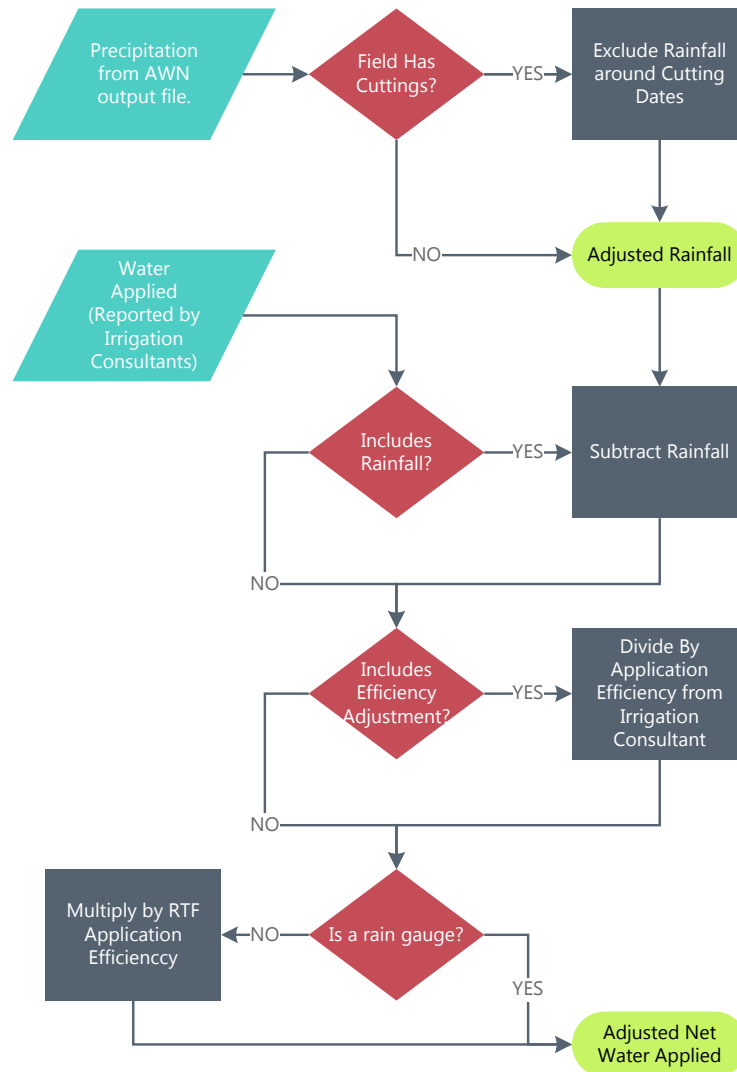 Precipitation
from AWN
output file.
Field Has
Cuttings?
YES
Exclude Rainfall
around Cutting
Dates
NO
Adjusted Rainfall
Water
Applied
(Reported by
Irrigation
Consultants)
Includes
Rainfall?
YES
Subtract Rainfall
NO
Includes
Efficiency
Adjustment?
YES
Divide By
Application
Efficiency from
Irrigation
Consultant
NO
Multiply by RTF
Application
Efficienccy
NO
Is a rain gauge?
YES
Adjusted Net
Water Applied